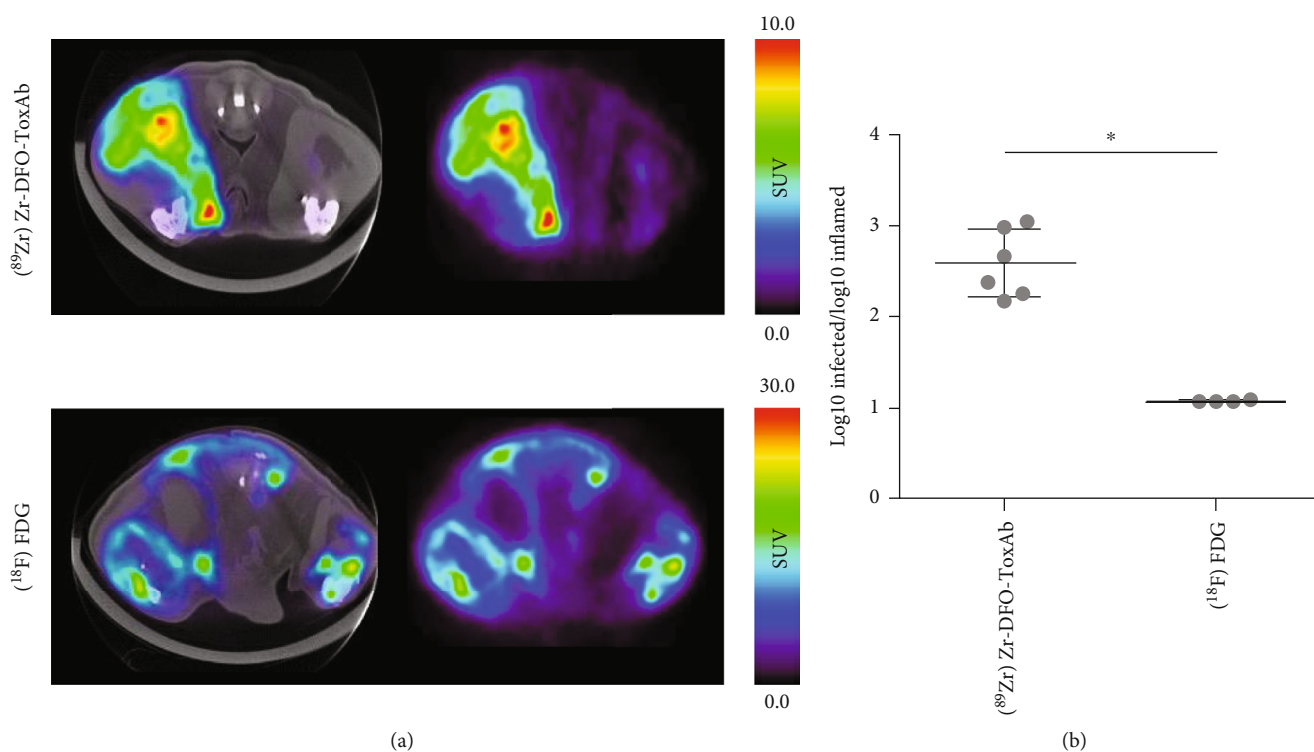 (⁸⁹Zr) Zr-DFO-ToxAb
10.0
SUV
0.0
(¹⁸F) FDG
30.0
SUV
0.0
(a)
Log10 infected/log10 inflamed
4
3
2
1
0
*
(⁸⁹Zr) Zr-DFO-ToxAb
(¹⁸F) FDG
(b)